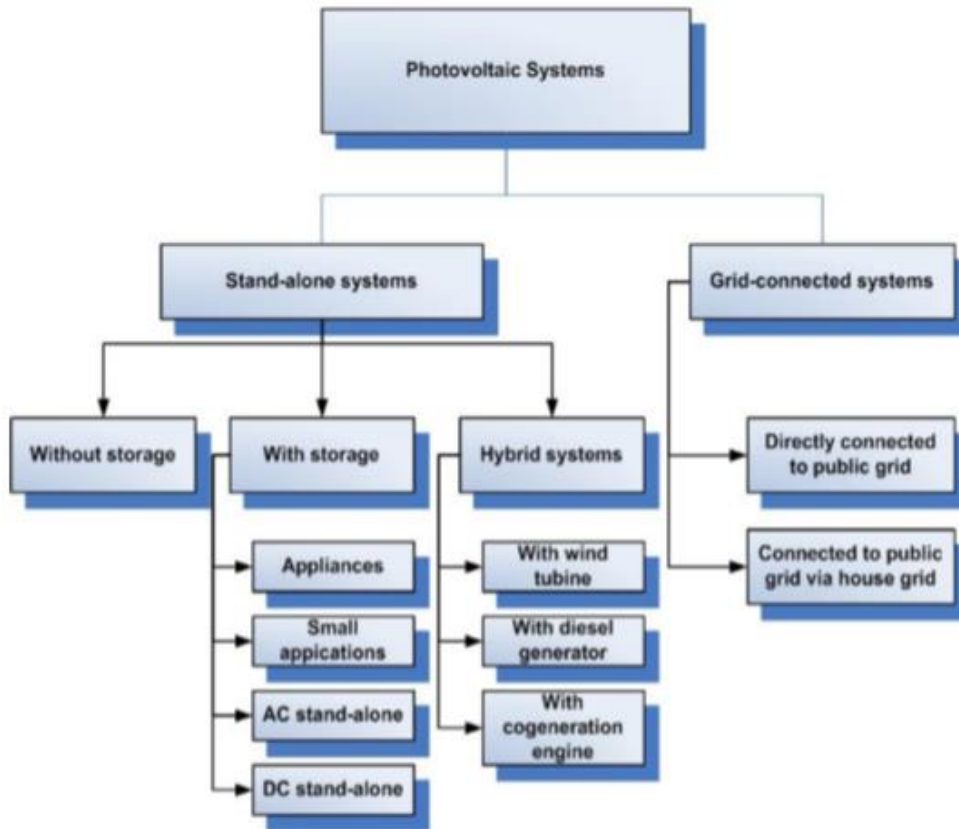 Photovoltaic Systems
Stand-alone systems
Grid-connected systems
Without storage
With storage
Hybrid systems
Directly connected
to public grid
Appliances
With wind
tubine
Connected to public
grid via house grid
Small
appications
With diesel
generator
AC stand-alone
With
cogeneration
engine
DC stand-alone